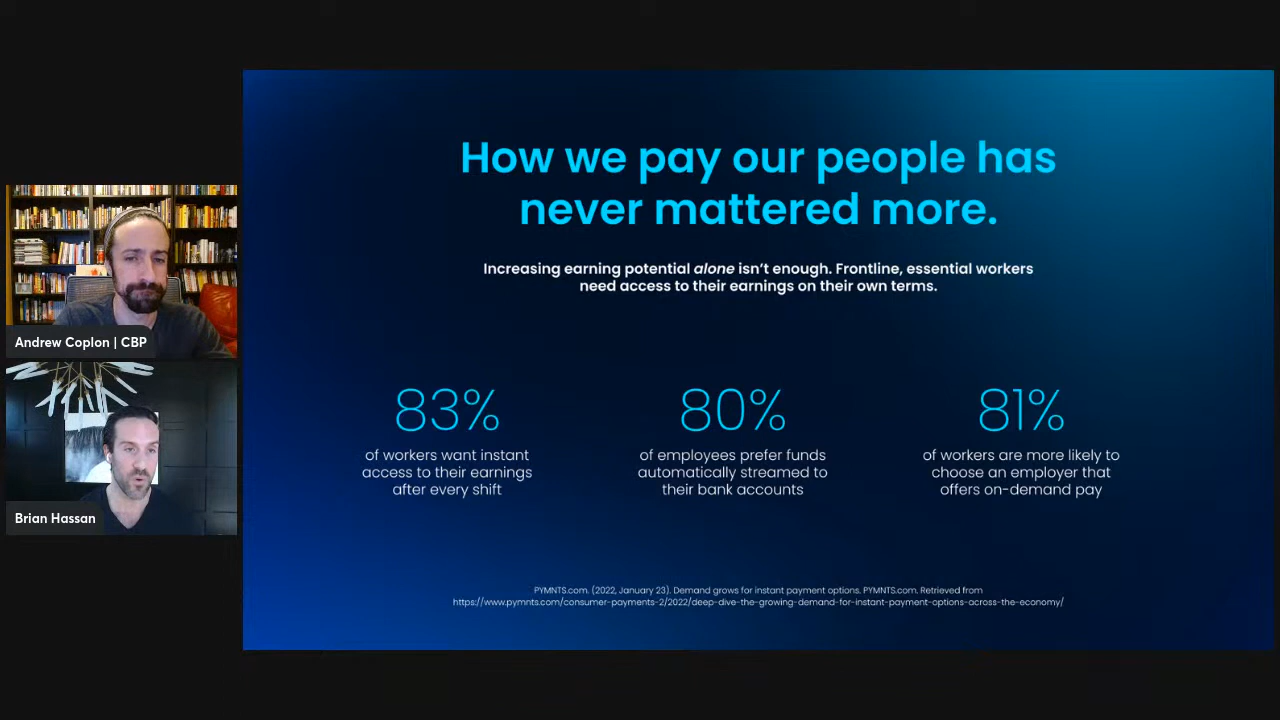 How we pay our people has
never mattered more.
Increasing earning potential alone isn't enough. Frontline, essential workers
need access to their earnings on their own terms.
83%
of workers want instant
access to their earnings
after every shift
80%
of employees prefer funds
automatically streamed to
their bank accounts
81%
of workers are more likely to
choose an employer that
offers on-demand pay
PYMNTS.com. (2022, January 23). Demand grows for instant payment options. PYMNTS.com. Retrieved from
https://www.pymnts.com/consumer-payments-2/2022/deep-dive-the-growing-demand-for-instant-payment-options-across-the-economy/
Andrew Coplon | CBP
Brian Hassan